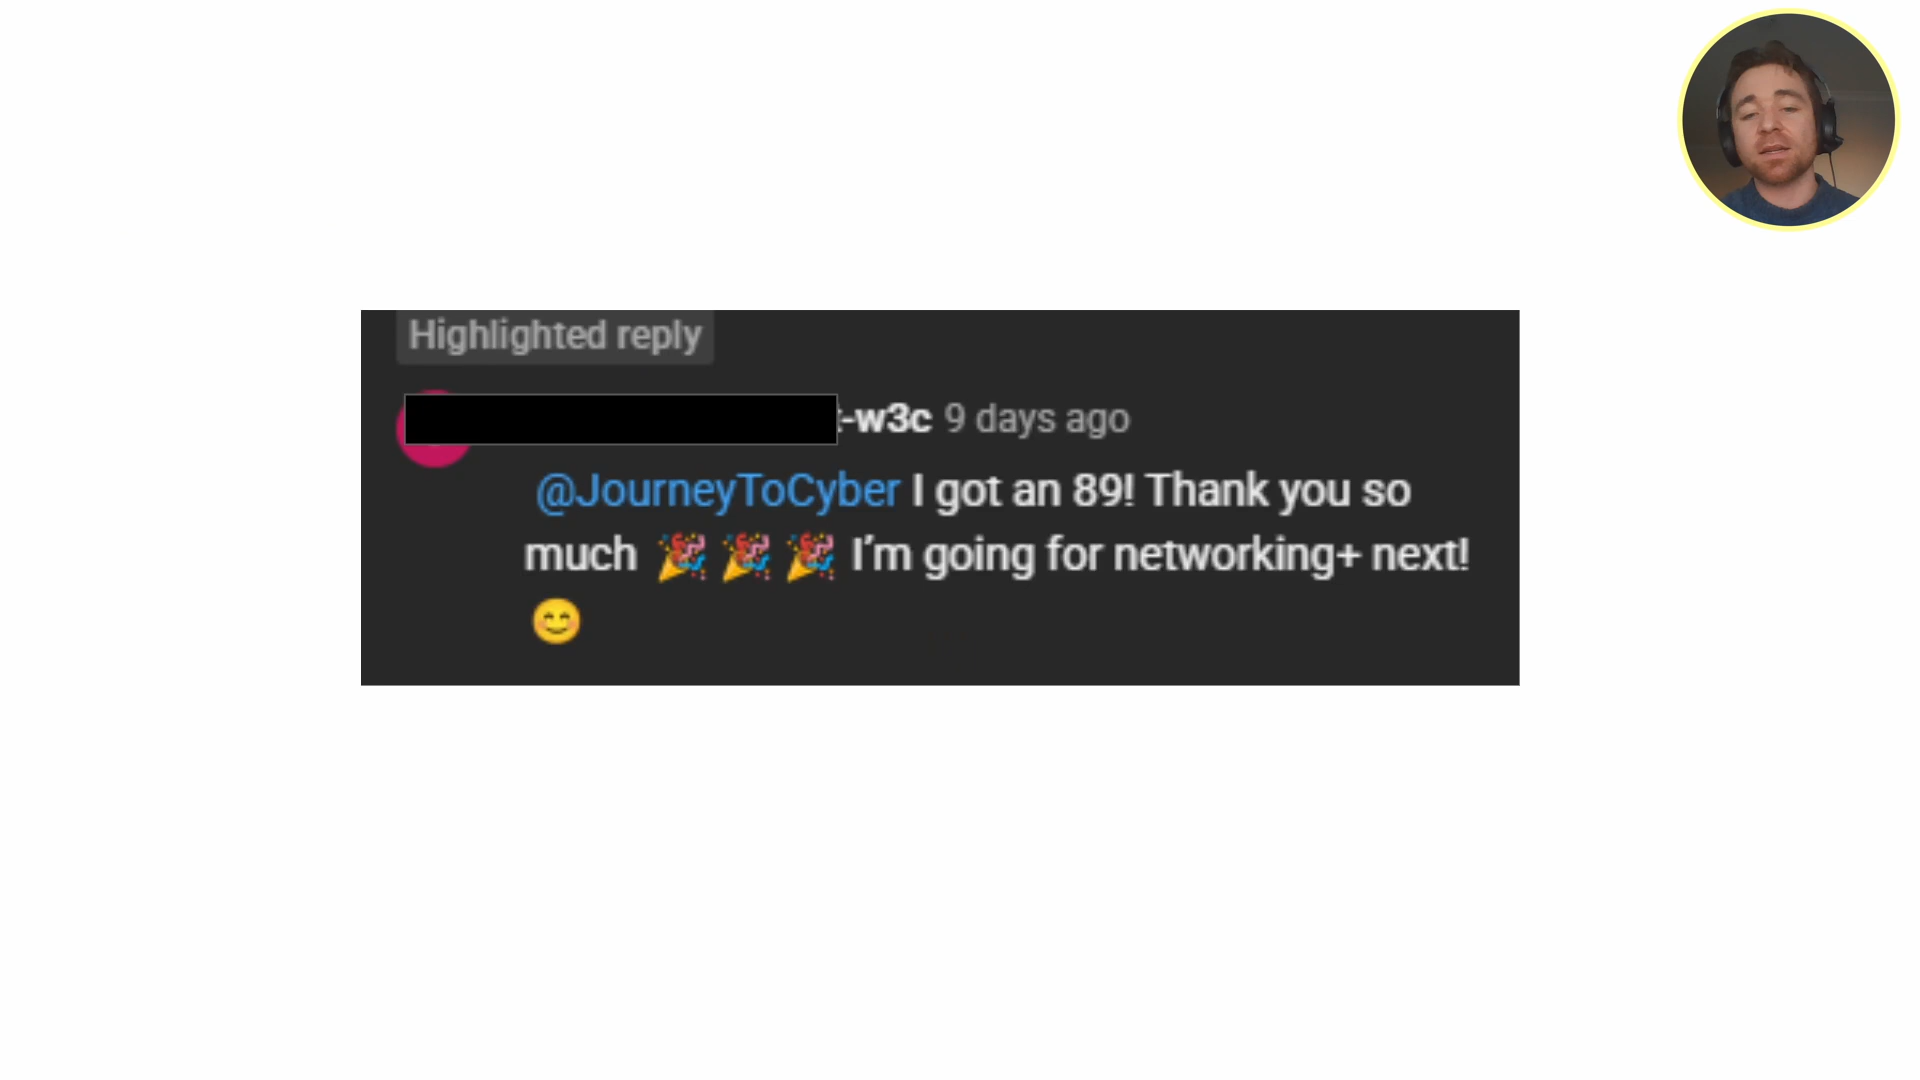 Highlighted reply
-w3c 9 days ago
@JourneyToCyber I got an 89! Thank you so
much 🎉 🎉 🎉 I’m going for networking+ next!
😊